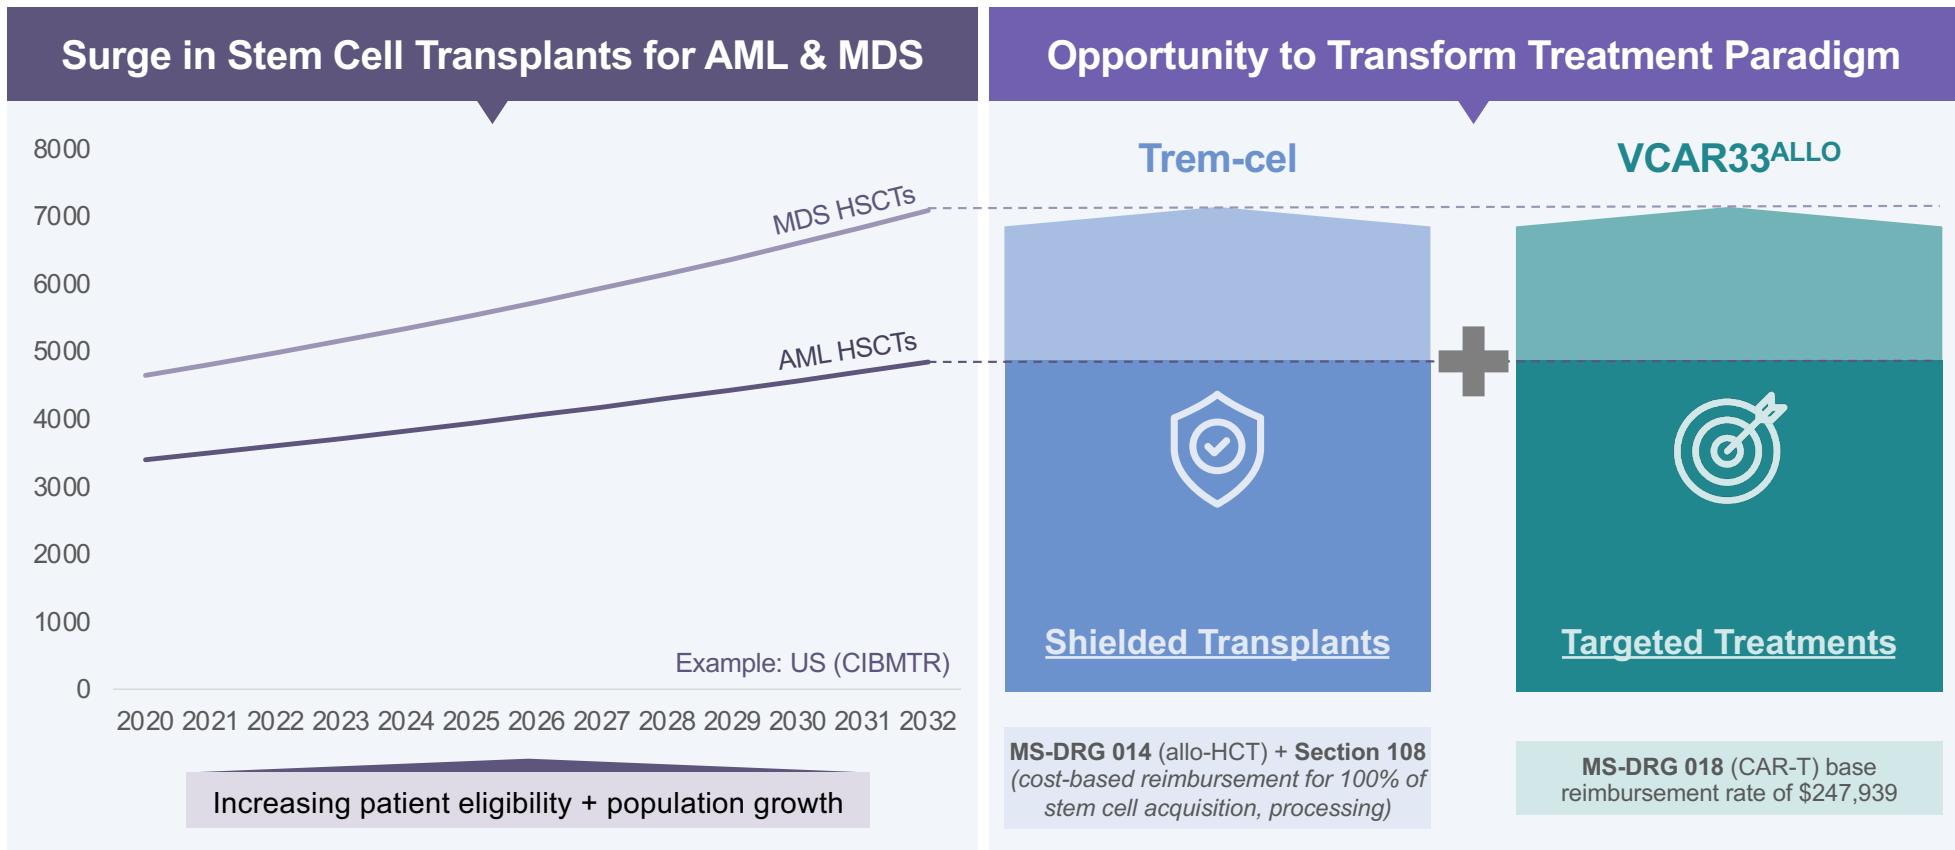 Surge in Stem Cell Transplants for AML & MDS
8000
7000
6000
5000
4000
3000
2000
1000
0
MDS HSCTs
AML HSCTs
Example: US (CIBMTR)
2020 2021 2022 2023 2024 2025 2026 2027 2028 2029 2030 2031 2032
Increasing patient eligibility + population growth
Opportunity to Transform Treatment Paradigm
Trem-cel
Shielded Transplants
MS-DRG 014 (allo-HCT) + Section 108
(cost-based reimbursement for 100% of
stem cell acquisition, processing)
VCAR33ALLO
Targeted Treatments
MS-DRG 018 (CAR-T) base
reimbursement rate of $247,939